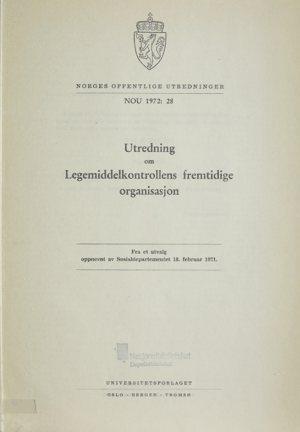 NORGES OFFENTLIGE UTREDNINGER
NOU 1972: 28
Utredning
om
Legemiddelkontrollens fremtidige
organisasjon
Fra et utvalg
oppnevnt av Sosialdepartementet 18. februar 1971.
UNIVERSITETSFORLAGET
OSLO - BERGEN - TROMSØ